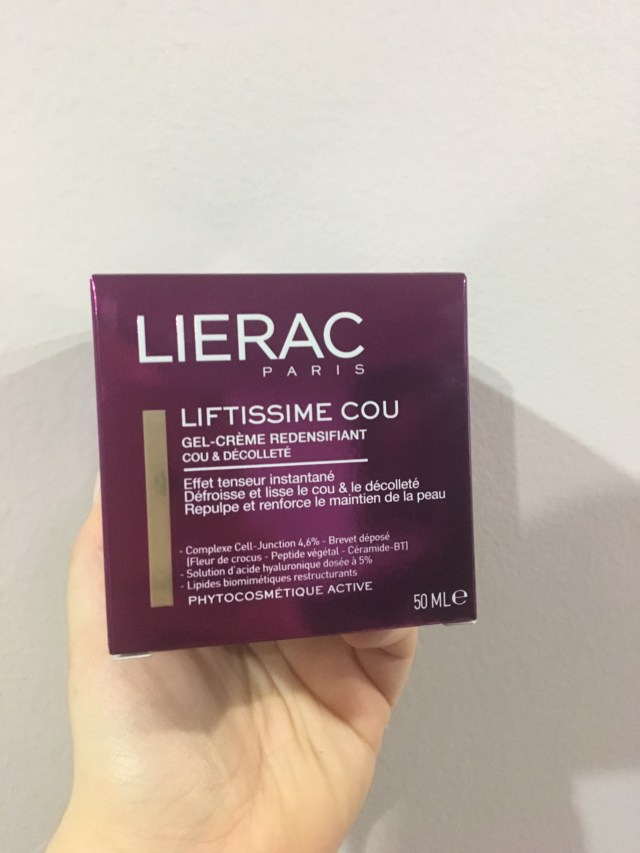 LIERAC
PARIS
LIFTISSIME COU
GEL-CRÈME REDENSIFIANT
COU & DÉCOLLETÉ
Effet tenseur instantané
Défroisse et lisse le cou & le décolleté
Repulpe et renforce le maintien de la peau
- Complexe Cell-Junction 4,6% - Brevet déposé
[Fleur de crocus - Peptide végétal - Céramide-BT]
- Solution d'acide hyaluronique dosée à 5%
- Lipides biomimétiques restructurants
PHYTOCOSMÉTIQUE ACTIVE
50 ML ℮